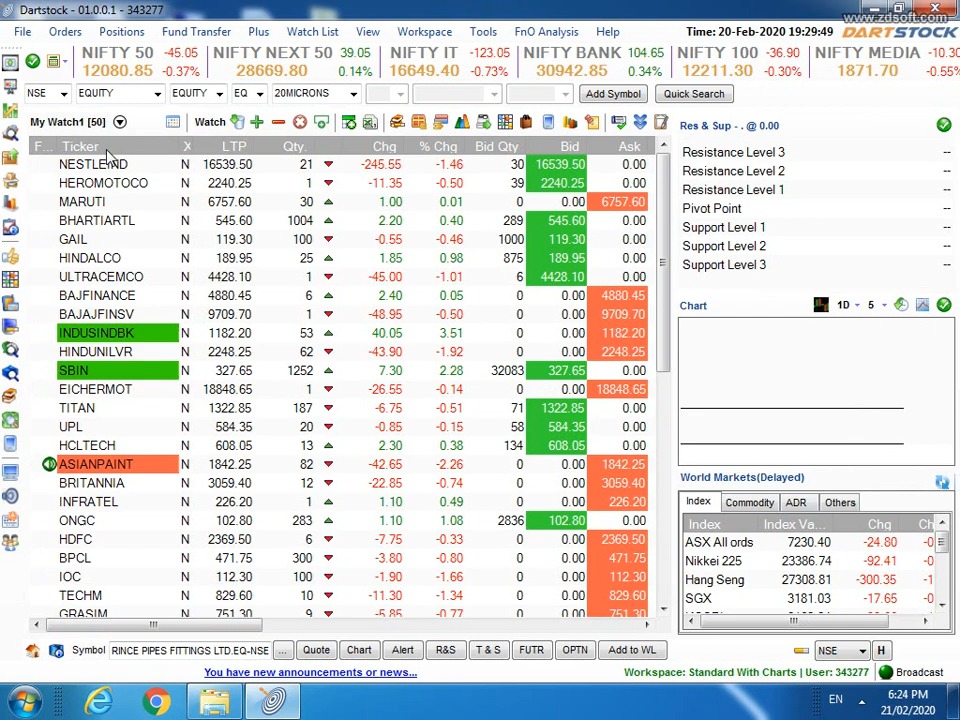 Dartstock - 01.0.0.1 - 343277
www.zdsoft.com
File Orders Positions Fund Transfer Plus Watch List View Workspace Tools FnO Analysis Help Time: 20-Feb-2020 19:29:49 DARTSTOCK
NIFTY 50 -45.05 NIFTY NEXT 50 39.05 NIFTY IT -123.05 NIFTY BANK 104.65 NIFTY 100 -36.90 NIFTY MEDIA -10.30
12080.85 -0.37% 28669.80 0.14% 16649.40 -0.73% 30942.85 0.34% 12211.30 -0.30% 1871.70 -0.55%
NSE EQUITY EQUITY EQ 20MICRONS Add Symbol Quick Search
My Watch1 [50] Watch
F... Ticker X LTP Qty. Chg % Chg Bid Qty Bid Ask
NESTLEIND N 16539.50 21 -245.55 -1.46 30 16539.50 0.00
HEROMOTOCO N 2240.25 1 -11.35 -0.50 39 2240.25 0.00
MARUTI N 6757.60 30 1.00 0.01 0 0.00 6757.60
BHARTIARTL N 545.60 1004 2.20 0.40 289 545.60 0.00
GAIL N 119.30 100 -0.55 -0.46 1000 119.30 0.00
HINDALCO N 189.95 25 1.85 0.98 875 189.95 0.00
ULTRACEMCO N 4428.10 1 -45.00 -1.01 6 4428.10 0.00
BAJFINANCE N 4880.45 6 2.40 0.05 0 0.00 4880.45
BAJAJFINSV N 9709.70 1 -48.95 -0.50 0 0.00 9709.70
INDUSINDBK N 1182.20 53 40.05 3.51 0 0.00 1182.20
HINDUNILVR N 2248.25 62 -43.90 -1.92 0 0.00 2248.25
SBIN N 327.65 1252 7.30 2.28 32083 327.65 0.00
EICHERMOT N 18848.65 1 -26.55 -0.14 0 0.00 18848.65
TITAN N 1322.85 187 -6.75 -0.51 71 1322.85 0.00
UPL N 584.35 20 -0.85 -0.15 2 584.35 0.00
HCLTECH N 608.05 13 2.30 0.38 134 608.05 0.00
ASIANPAINT N 1842.25 82 -42.65 -2.26 0 0.00 1842.25
BRITANNIA N 3059.40 12 -22.85 -0.74 0 0.00 3059.40
INFRATEL N 226.20 1 1.10 0.49 0 0.00 226.20
ONGC N 102.80 283 1.10 1.08 2836 102.80 0.00
HDFC N 2369.50 6 -7.75 -0.33 0 0.00 2369.50
BPCL N 471.75 300 -3.80 -0.80 0 0.00 471.75
IOC N 112.30 100 -1.90 -1.66 0 0.00 112.30
TECHM N 829.60 10 -11.30 -1.34 0 0.00 829.60
GRASIM N 751.30 9 -5.85 -0.77 0 0.00 751.30
Res & Sup - . @ 0.00
Resistance Level 3 --
Resistance Level 2 --
Resistance Level 1 --
Pivot Point --
Support Level 1 --
Support Level 2 --
Support Level 3 --
Chart 1D 5
World Markets(Delayed)
Index Commodity ADR Others
Index Index Va... Chg Ch
ASX All ords 7230.40 -24.80 -0
Nikkei 225 23386.74 -92.41 -0
Hang Seng 27308.81 -300.35 -0
SGX 3181.03 -17.65 -0
Symbol RINCE PIPES FITTINGS LTD.EQ-NSE ... Quote Chart Alert R&S T & S FUTR OPTN Add to WL NSE H
You have new announcements or news... Workspace: Standard With Charts | User: 343277 Broadcast
EN 6:24 PM
21/02/2020